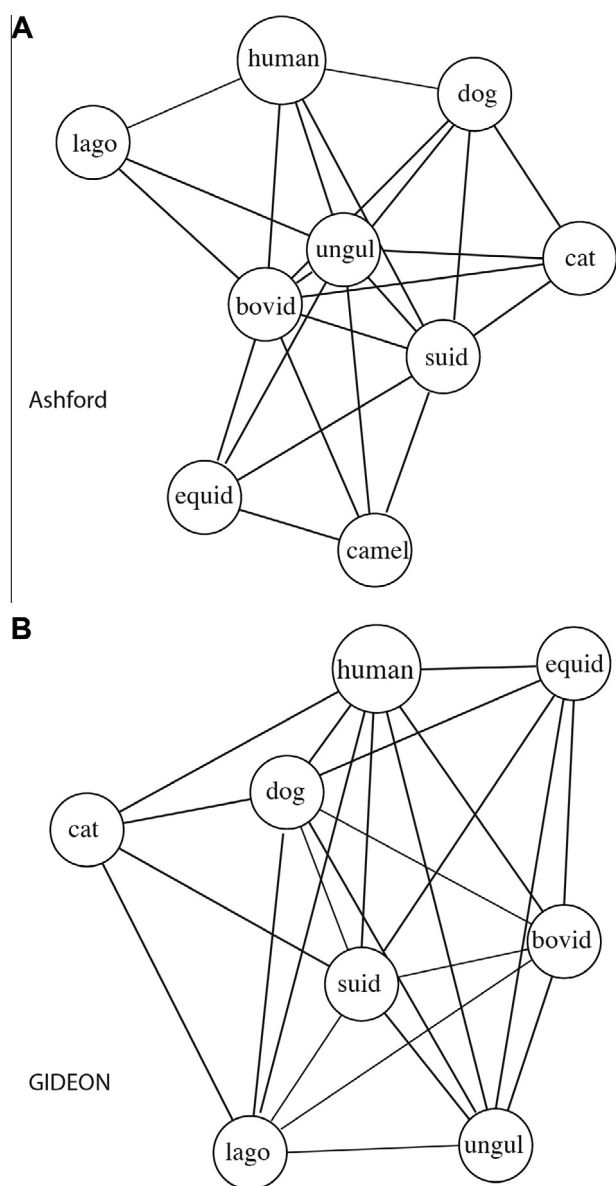 A
human
dog
lago
ungul
cat
bovid
suid
Ashford
equid
camel
B
human
equid
dog
cat
bovid
suid
GIDEON
lago
ungul